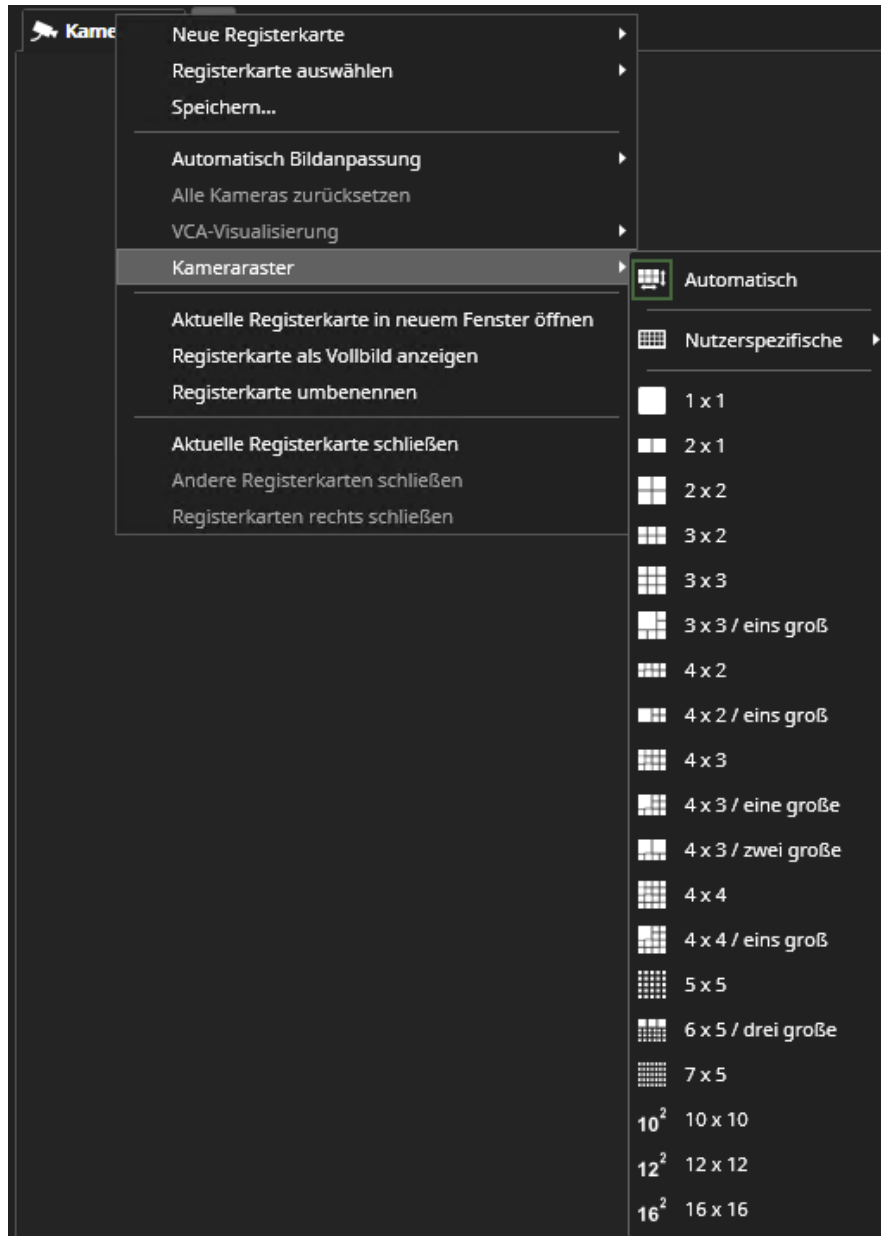 Kame
Neue Registerkarte
Registerkarte auswählen
Speichern...
Automatisch Bildanpassung
Alle Kameras zurücksetzen
VCA-Visualisierung
Kameraraster
Aktuelle Registerkarte in neuem Fenster öffnen
Registerkarte als Vollbild anzeigen
Registerkarte umbenennen
Aktuelle Registerkarte schließen
Andere Registerkarten schließen
Registerkarten rechts schließen
Automatisch
Nutzerspezifische
1 x 1
2 x 1
2 x 2
3 x 2
3 x 3
3 x 3 / eins groß
4 x 2
4 x 2 / eins groß
4 x 3
4 x 3 / eine große
4 x 3 / zwei große
4 x 4
4 x 4 / eins groß
5 x 5
6 x 5 / drei große
7 x 5
10² 10 x 10
12² 12 x 12
16² 16 x 16